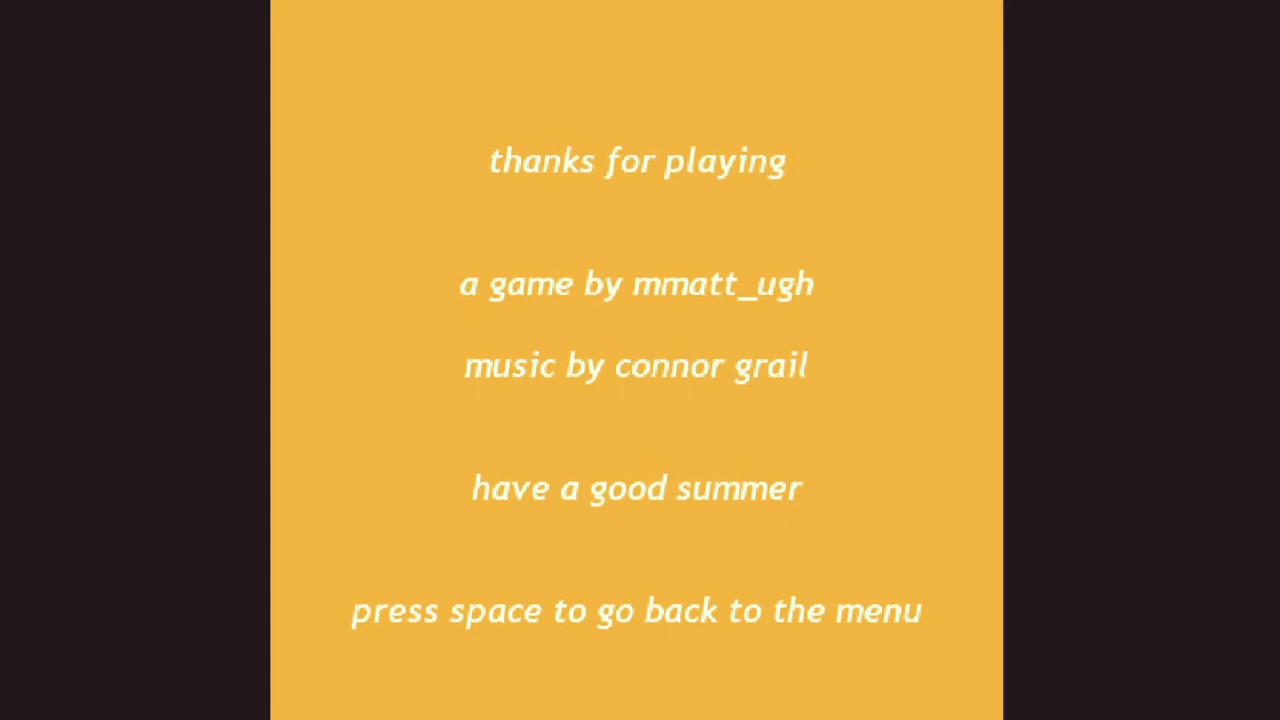 thanks for playing
a game by mmatt_ugh
music by connor grail
have a good summer
press space to go back to the menu